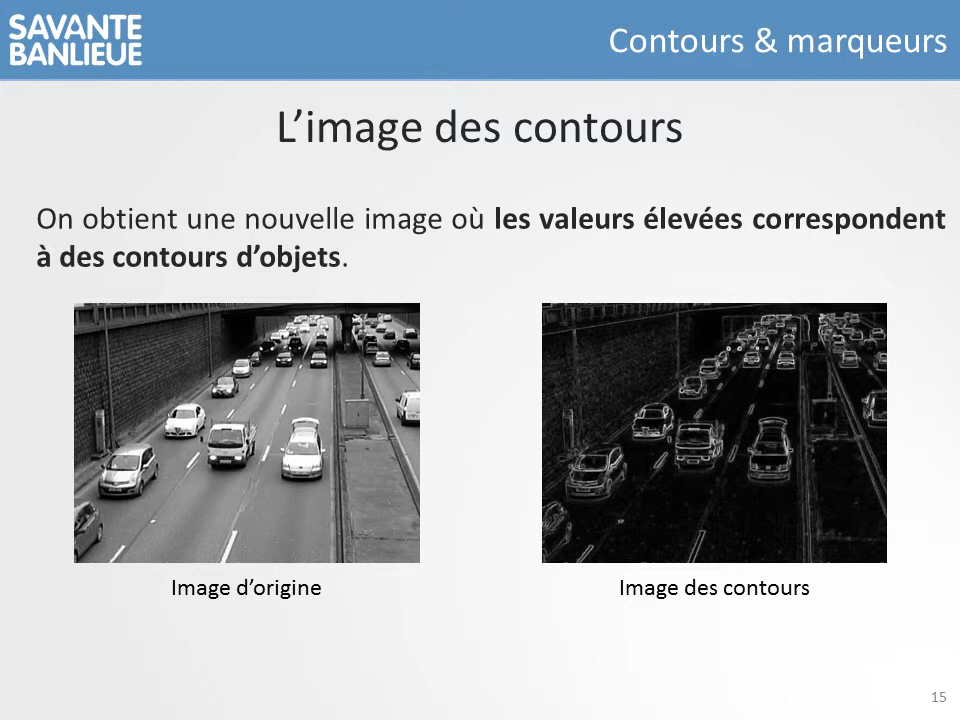 SAVANTE
BANLIEUE
Contours & marqueurs
L’image des contours
On obtient une nouvelle image où les valeurs élevées correspondent
à des contours d’objets.
Image d’origine
Image des contours
15